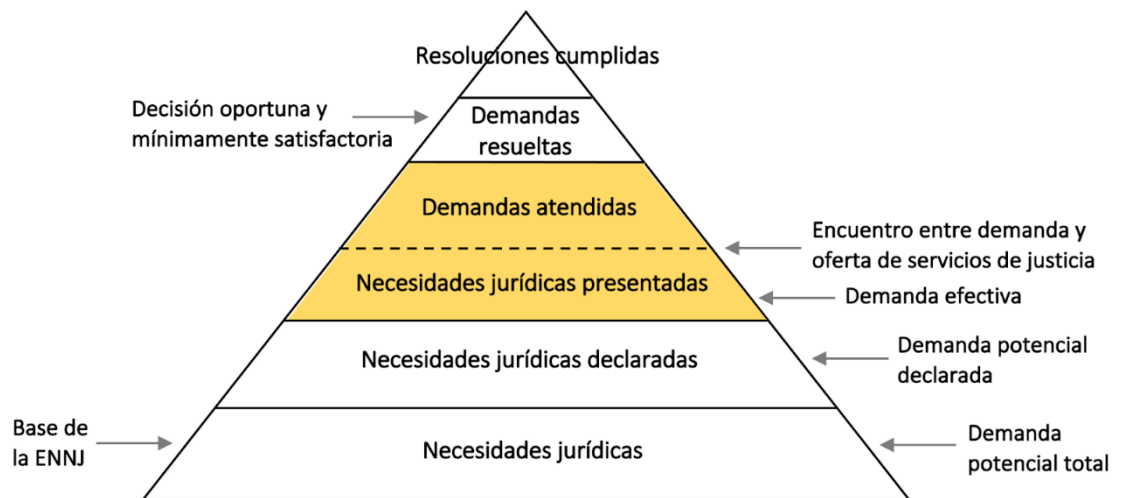 Resoluciones cumplidas
Decisión oportuna y
mínimamente satisfactoria
Demandas
resueltas
Demandas atendidas
Encuentro entre demanda y
oferta de servicios de justicia
Necesidades jurídicas presentadas
Demanda efectiva
Necesidades jurídicas declaradas
Demanda potencial
declarada
Base de
la ENNJ
Necesidades jurídicas
Demanda
potencial total